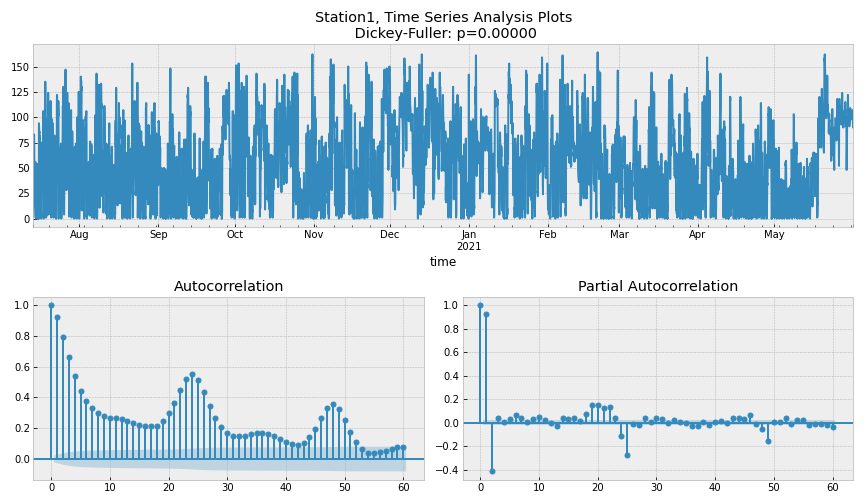 Station1, Time Series Analysis Plots
Dickey-Fuller: p=0.00000
150
125
100
75
50
25
0
Aug Sep Oct Nov Dec Jan Feb Mar Apr May
2021
time
Autocorrelation
1.0
0.8
0.6
0.4
0.2
0.0
0 10 20 30 40 50 60
Partial Autocorrelation
1.0
0.8
0.6
0.4
0.2
0.0
−0.2
−0.4
0 10 20 30 40 50 60